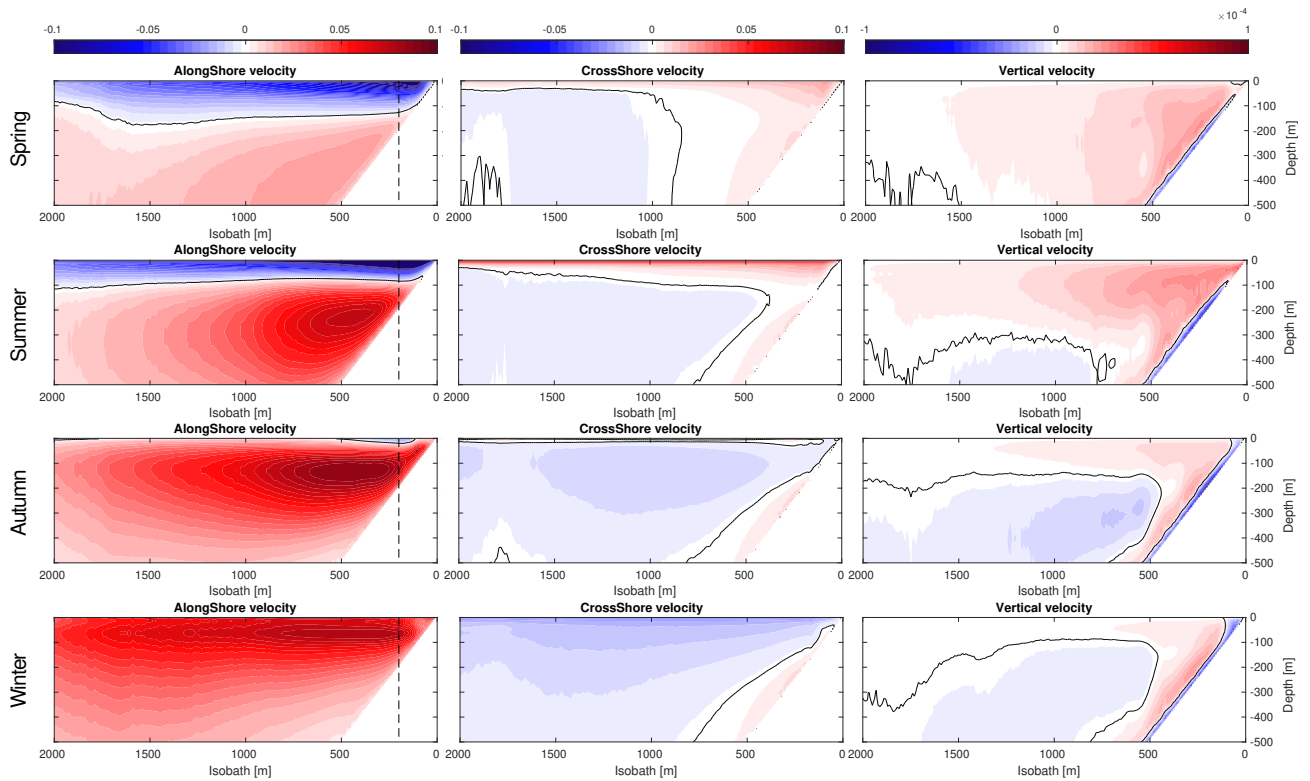 ×10⁻⁴
-0.1 -0.05 0 0.05 0.1 -0.1 -0.05 0 0.05 0.1 -1 0 1
AlongShore velocity CrossShore velocity Vertical velocity
Spring
0
-100
-200
-300
-400
-500
Depth [m]
2000 1500 1000 500 0 2000 1500 1000 500 0 2000 1500 1000 500 0
Isobath [m] Isobath [m] Isobath [m]
AlongShore velocity CrossShore velocity Vertical velocity
Summer
0
-100
-200
-300
-400
-500
Depth [m]
2000 1500 1000 500 0 2000 1500 1000 500 0 2000 1500 1000 500 0
Isobath [m] Isobath [m] Isobath [m]
AlongShore velocity CrossShore velocity Vertical velocity
Autumn
0
-100
-200
-300
-400
-500
Depth [m]
2000 1500 1000 500 0 2000 1500 1000 500 0 2000 1500 1000 500 0
Isobath [m] Isobath [m] Isobath [m]
AlongShore velocity CrossShore velocity Vertical velocity
Winter
0
-100
-200
-300
-400
-500
Depth [m]
2000 1500 1000 500 0 2000 1500 1000 500 0 2000 1500 1000 500 0
Isobath [m] Isobath [m] Isobath [m]